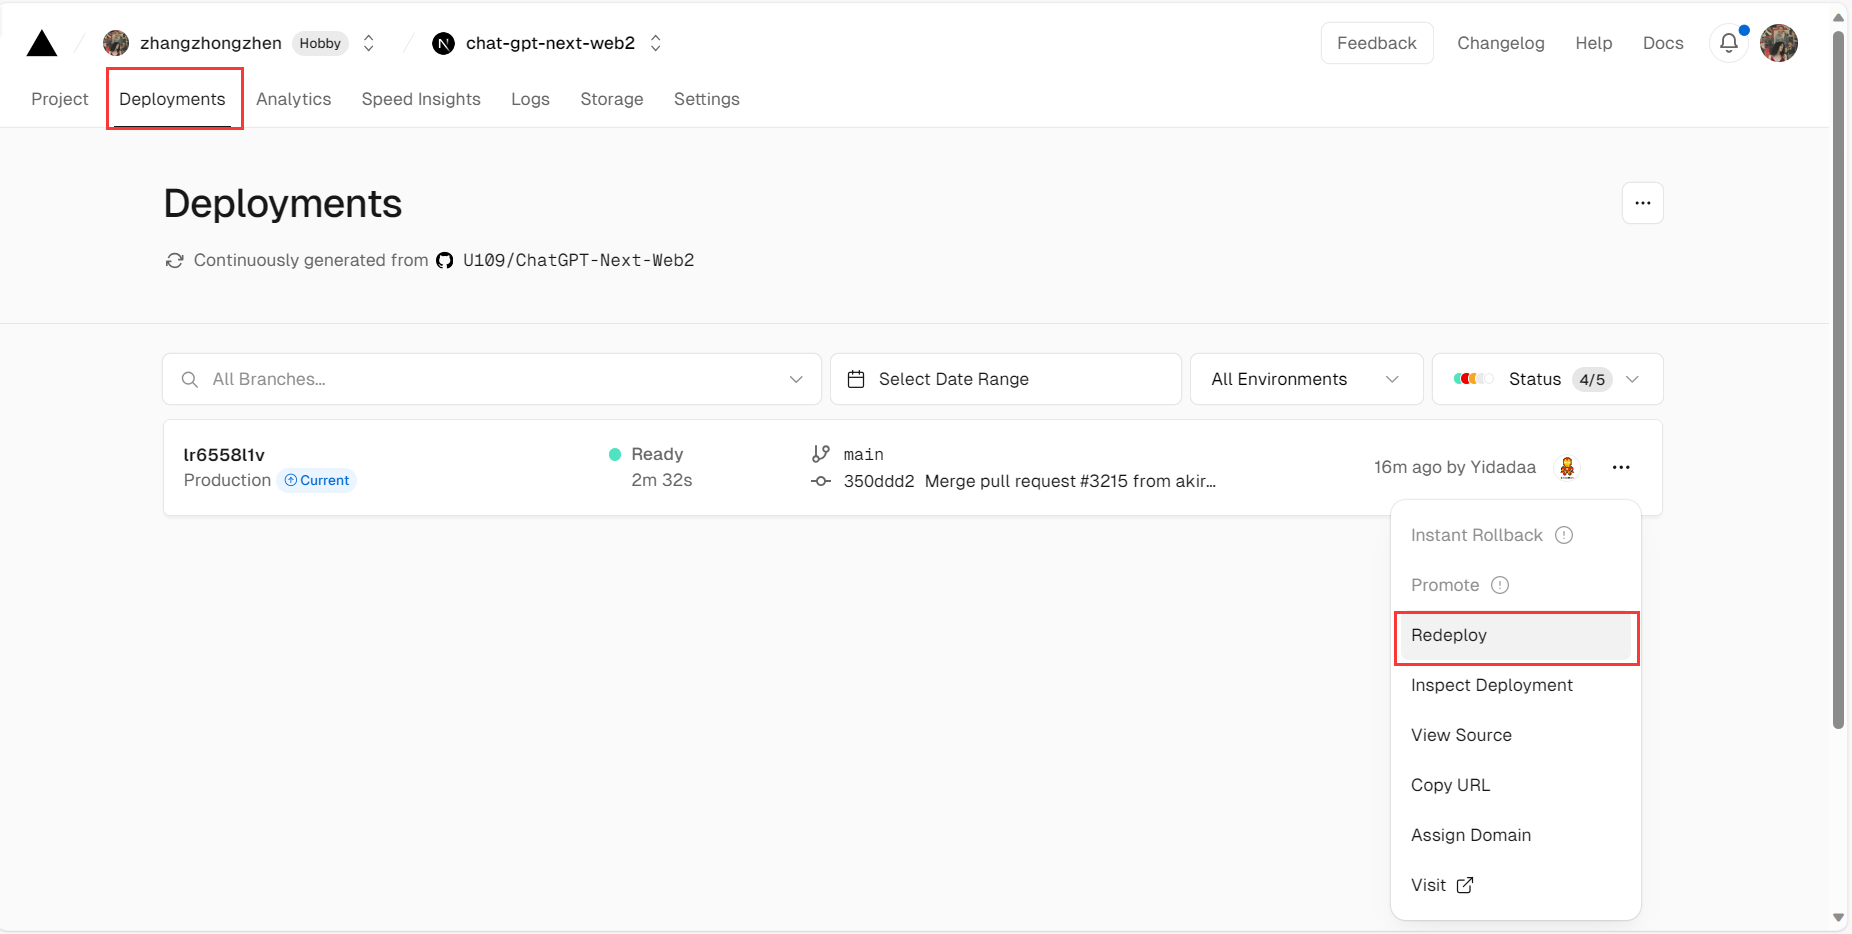 zhangzhongzhen Hobby chat-gpt-next-web2 Feedback Changelog Help Docs
Project Deployments Analytics Speed Insights Logs Storage Settings
Deployments
Continuously generated from U109/ChatGPT-Next-Web2
All Branches... Select Date Range All Environments Status 4/5
lr6558l1v Ready main
Production Current 2m 32s 350ddd2 Merge pull request #3215 from akir...
16m ago by Yidadaa
Instant Rollback
Promote
Redeploy
Inspect Deployment
View Source
Copy URL
Assign Domain
Visit